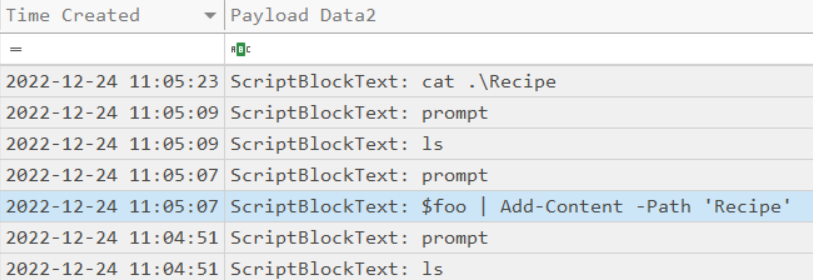 Time Created Payload Data2
= ABC
2022-12-24 11:05:23 ScriptBlockText: cat .\Recipe
2022-12-24 11:05:09 ScriptBlockText: prompt
2022-12-24 11:05:09 ScriptBlockText: ls
2022-12-24 11:05:07 ScriptBlockText: prompt
2022-12-24 11:05:07 ScriptBlockText: $foo | Add-Content -Path 'Recipe'
2022-12-24 11:04:51 ScriptBlockText: prompt
2022-12-24 11:04:51 ScriptBlockText: ls